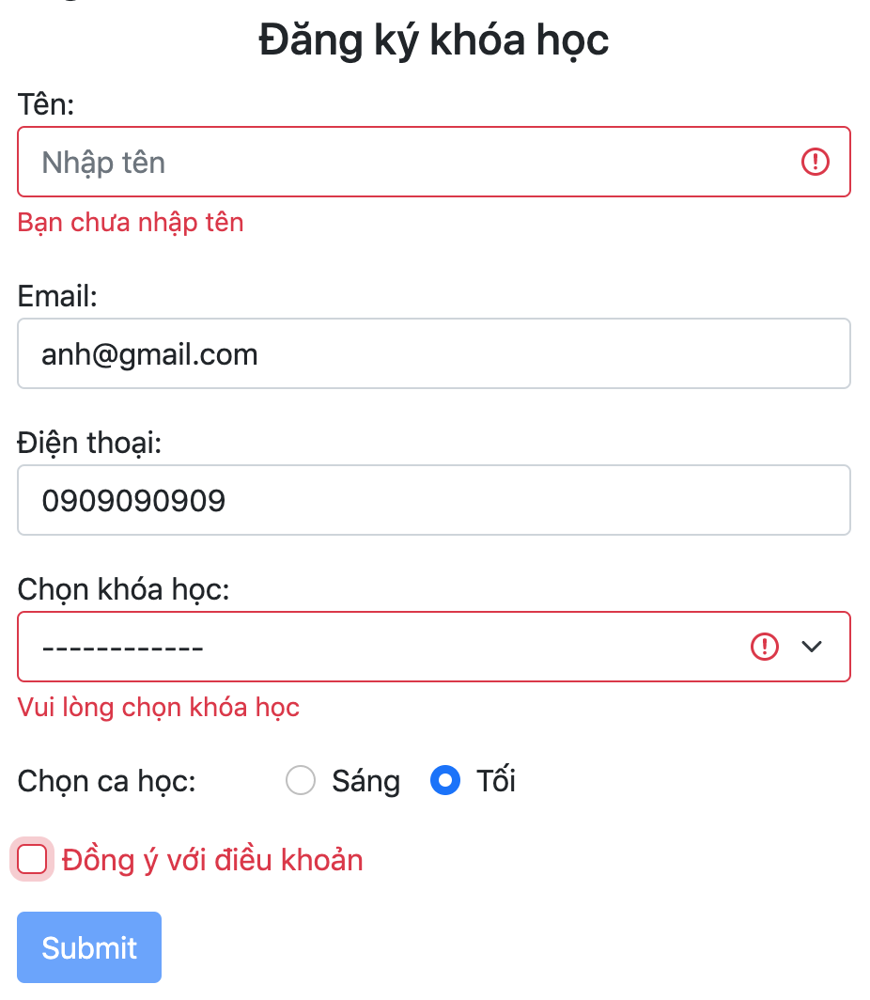 Đăng ký khóa học
Tên:
Nhập tên
Bạn chưa nhập tên
Email:
anh@gmail.com
Điện thoại:
0909090909
Chọn khóa học:
------------
Vui lòng chọn khóa học
Chọn ca học: Sáng Tối
Đồng ý với điều khoản
Submit